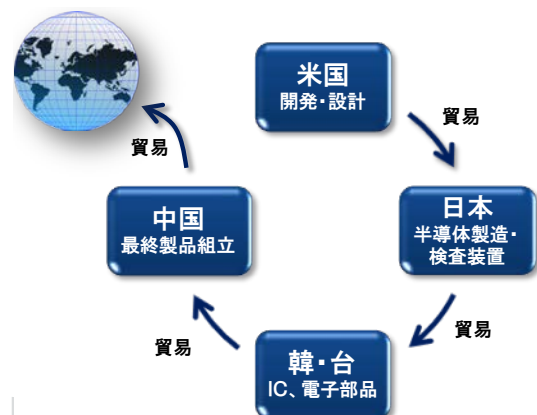 米国
開発・設計
貿易
日本
半導体製造・
検査装置
貿易
韓・台
IC、電子部品
貿易
中国
最終製品組立
貿易